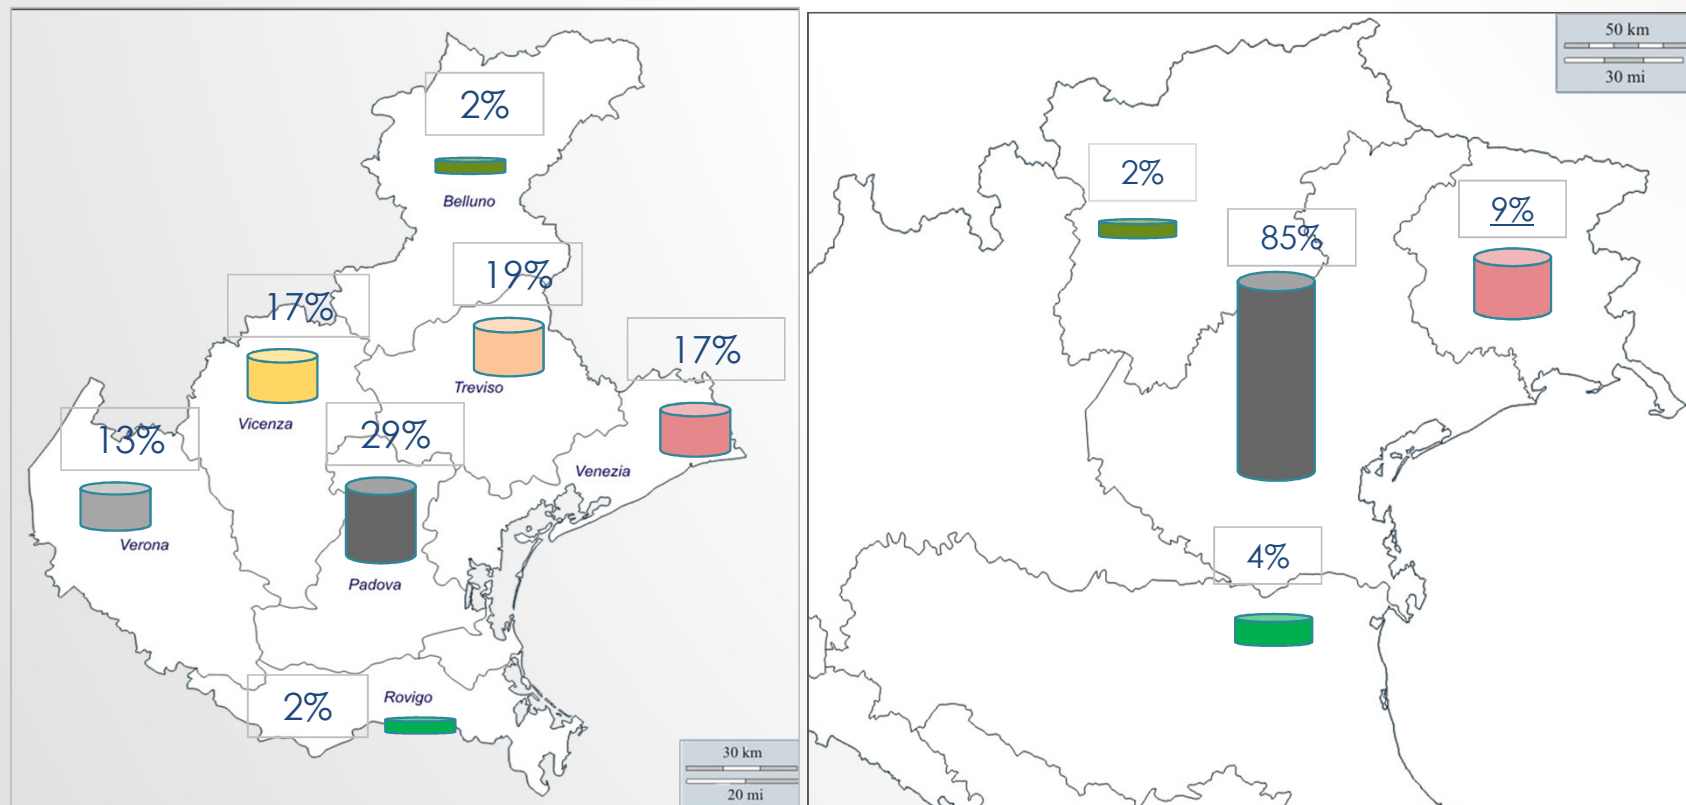 2%
Belluno
19%
17%
17%
Treviso
Vicenza
13%
29%
Venezia
Verona
Padova
Rovigo
2%
30 km
20 mi
50 km
30 mi
2%
9%
85%
4%